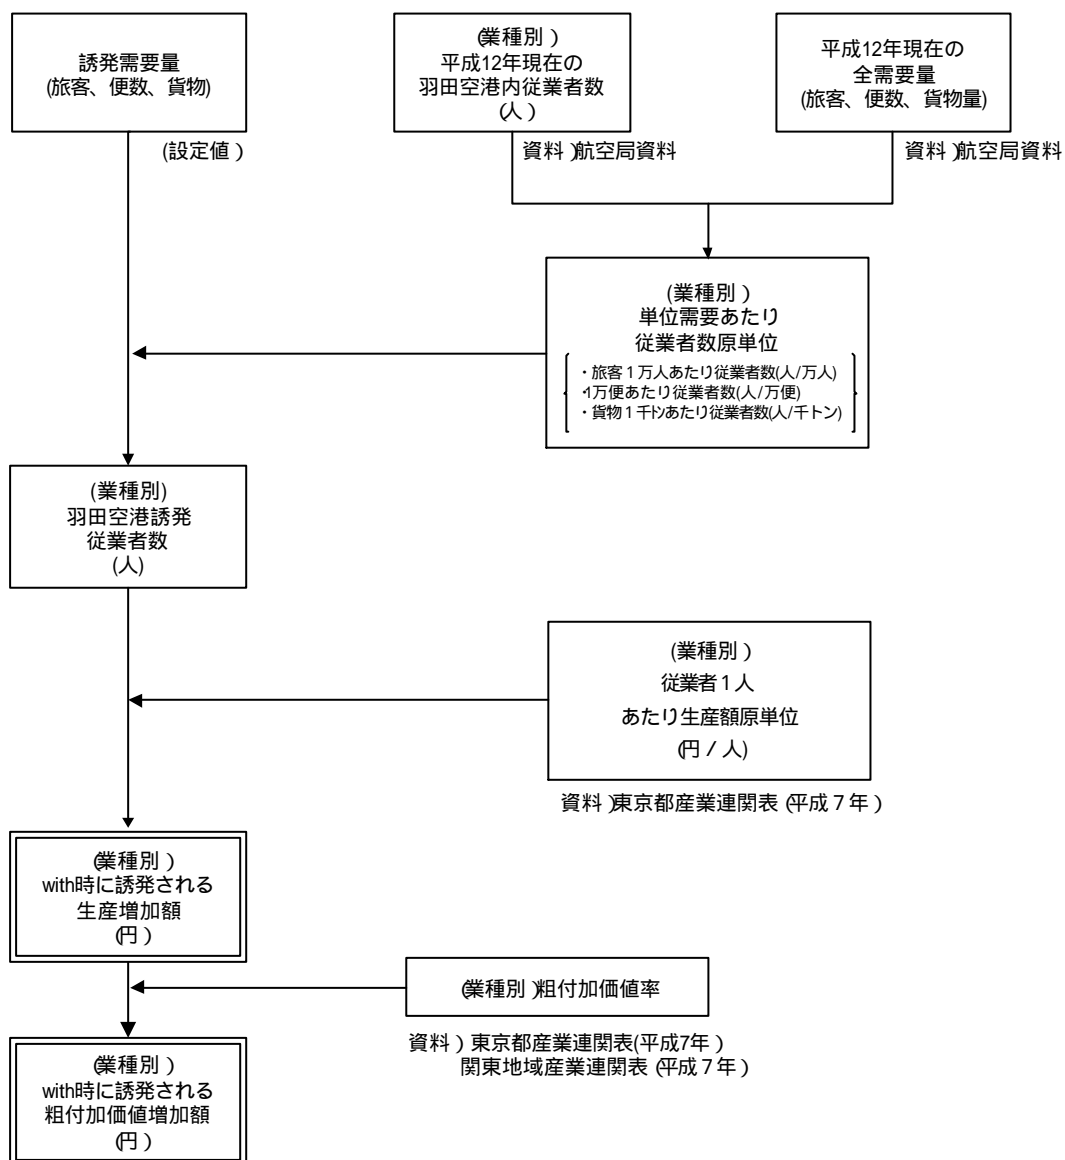 誘発需要量
(旅客、便数、貨物)
(設定値）
(業種別）
平成12年現在の
羽田空港内従業者数
(人）
資料）航空局資料
平成12年現在の
全需要量
(旅客、便数、貨物量)
資料）航空局資料
(業種別）
単位需要あたり
従業者数原単位
・旅客１万人あたり従業者数(人/万人)
・1万便あたり従業者数(人/万便)
・貨物１千トンあたり従業者数(人/千トン)
(業種別)
羽田空港誘発
従業者数
(人)
(業種別）
従業者１人
あたり生産額原単位
(円／人)
資料）東京都産業連関表（平成７年）
(業種別）
with時に誘発される
生産増加額
(円）
(業種別）粗付加価値率
資料）東京都産業連関表(平成7年）
関東地域産業連関表（平成７年）
(業種別）
with時に誘発される
粗付加価値増加額
(円）